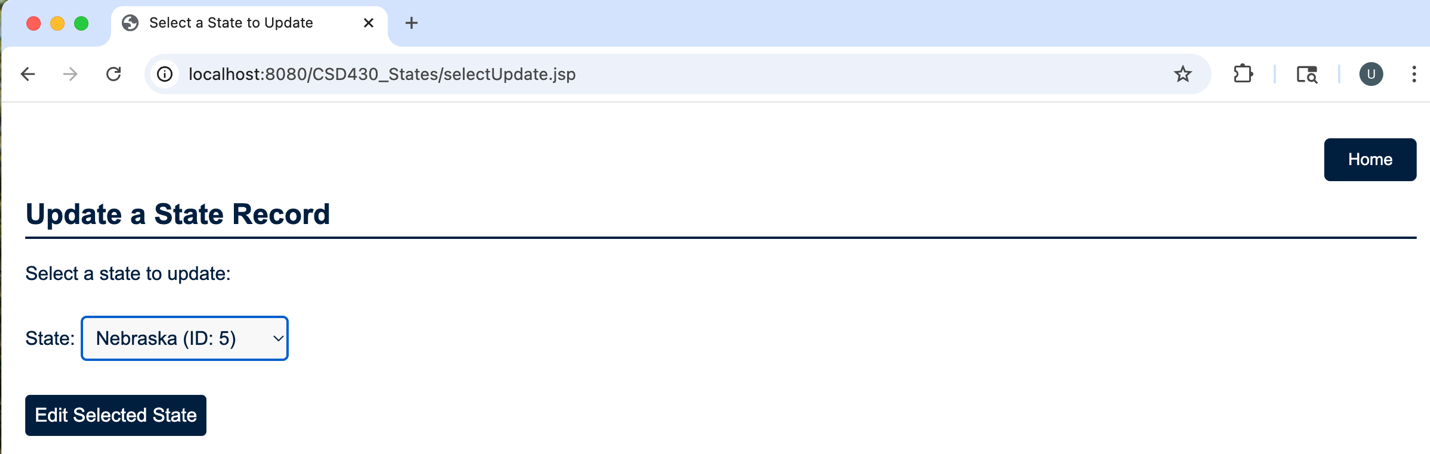 Select a State to Update
localhost:8080/CSD430_States/selectUpdate.jsp
U
Home
Update a State Record
Select a state to update:
State: Nebraska (ID: 5)
Edit Selected State